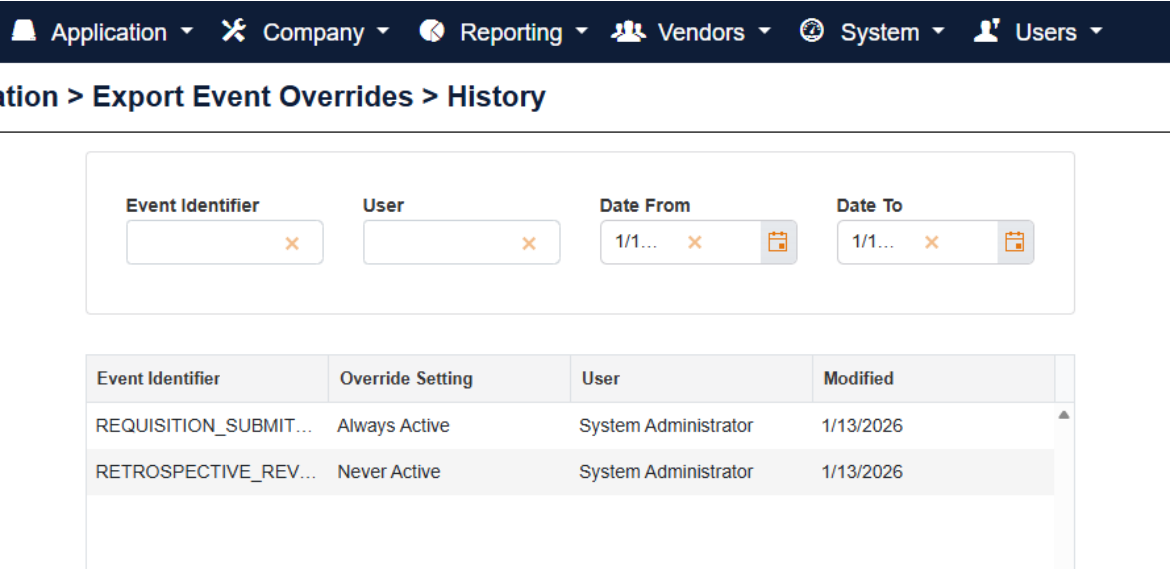 Application Company Reporting Vendors System Users
ation > Export Event Overrides > History
Event Identifier User Date From Date To
1/1... 1/1...
Event Identifier Override Setting User Modified
REQUISITION_SUBMIT... Always Active System Administrator 1/13/2026
RETROSPECTIVE_REV... Never Active System Administrator 1/13/2026